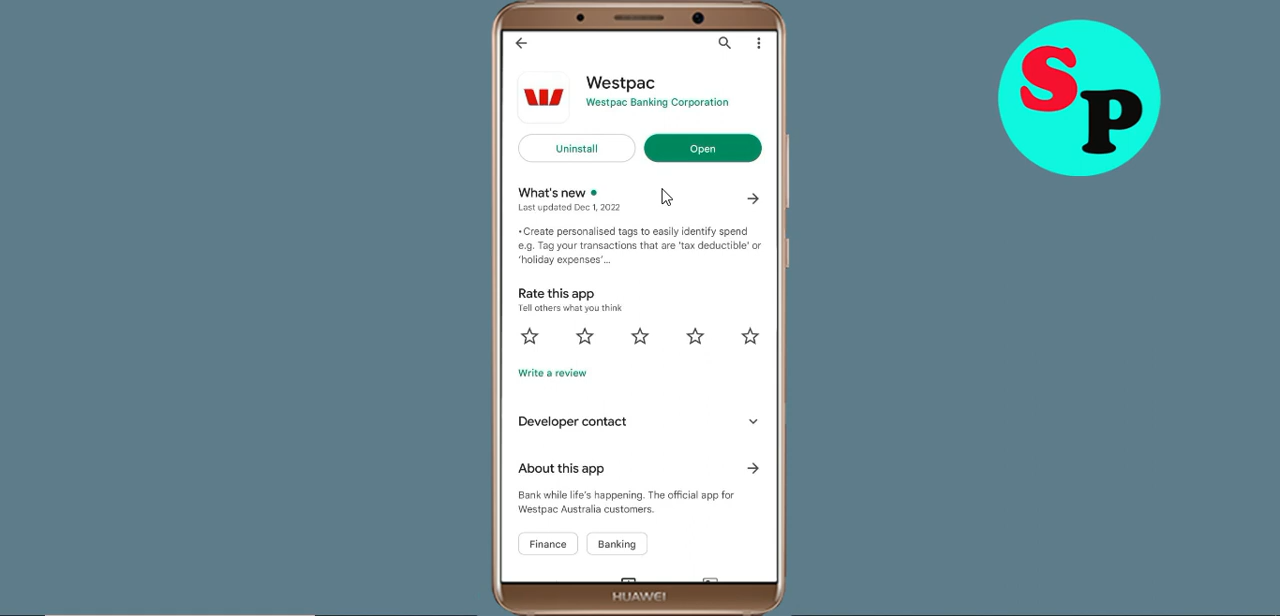 Westpac
Westpac Banking Corporation
Uninstall
Open
What's new
Last updated Dec 1, 2022
•Create personalised tags to easily identify spend
e.g. Tag your transactions that are 'tax deductible' or
'holiday expenses'...
Rate this app
Tell others what you think
Write a review
Developer contact
About this app
Bank while life's happening. The official app for
Westpac Australia customers.
Finance
Banking
HUAWEI
SP